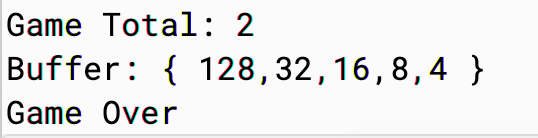 Game Total: 2
Buffer: { 128,32,16,8,4 }
Game Over